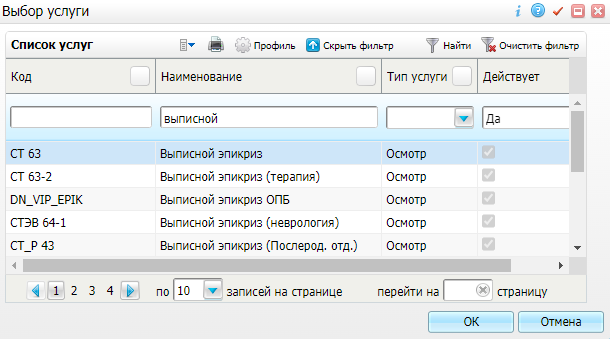 Выбор услуги
Список услуг Профиль Скрыть фильтр Найти Очистить фильтр
Код Наименование Тип услуги Действует
выписной Да
СТ 63 Выписной эпикриз Осмотр
СТ 63-2 Выписной эпикриз (терапия) Осмотр
DN_VIP_EPIK Выписной эпикриз ОПБ Осмотр
СТЭВ 64-1 Выписной эпикриз (неврология) Осмотр
СТ_Р 43 Выписной эпикриз (Послерод. отд.) Осмотр
1 2 3 4 по 10 записей на странице перейти на страницу
ОК Отмена